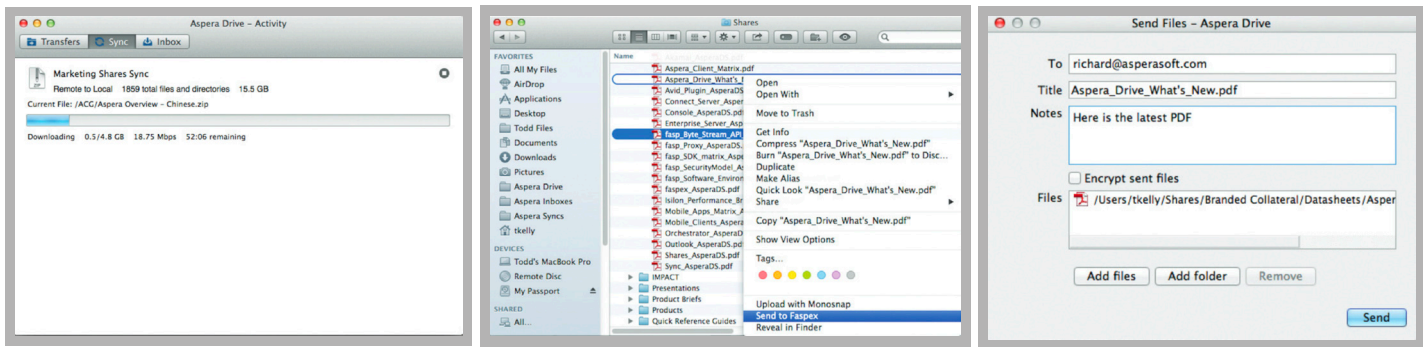 Aspera Drive – Activity
Transfers Sync Inbox
Marketing Shares Sync
Remote to Local 1859 total files and directories 15.5 GB
Current File: /ACG/Aspera Overview – Chinese.zip
Downloading 0.5/4.8 GB 18.75 Mbps 52:06 remaining
Shares
FAVORITES
All My Files
AirDrop
Applications
Desktop
Todd Files
Documents
Downloads
Pictures
Aspera Drive
Aspera Inboxes
Aspera Syncs
tkelly
DEVICES
Todd's MacBook Pro
Remote Disc
My Passport
SHARED
All...
Name
Aspera_Client_Matrix.pdf
Aspera_Drive_What's_
Avid_Plugin_AsperaDS
Connect_Server_Asper
Console_AsperaDS.pd
Enterprise_Server_Asp
fasp_Byte_Stream_API
fasp_Proxy_AsperaDS.
fasp_SDK_matrix_Aspe
fasp_SecurityModel_A
fasp_Software_Environ
faspex_AsperaDS.pdf
Isilon_Performance_Br
Mobile_Apps_Matrix_A
Mobile_Clients_Aspera
Orchestrator_AsperaD
Outlook_AsperaDS.pd
Shares_AsperaDS.pdf
Sync_AsperaDS.pdf
IMPACT
Presentations
Product Briefs
Products
Quick Reference Guides
Open
Open With
Move to Trash
Get Info
Compress "Aspera_Drive_What's_New.pdf"
Burn "Aspera_Drive_What's_New.pdf" to Disc...
Duplicate
Make Alias
Quick Look "Aspera_Drive_What's_New.pdf"
Share
Copy "Aspera_Drive_What's_New.pdf"
Show View Options
Tags...
Upload with Monosnap
Send to Faspex
Reveal in Finder
Send Files – Aspera Drive
To richard@asperasoft.com
Title Aspera_Drive_What's_New.pdf
Notes Here is the latest PDF
Encrypt sent files
Files /Users/tkelly/Shares/Branded Collateral/Datasheets/Asper
Add files Add folder Remove
Send